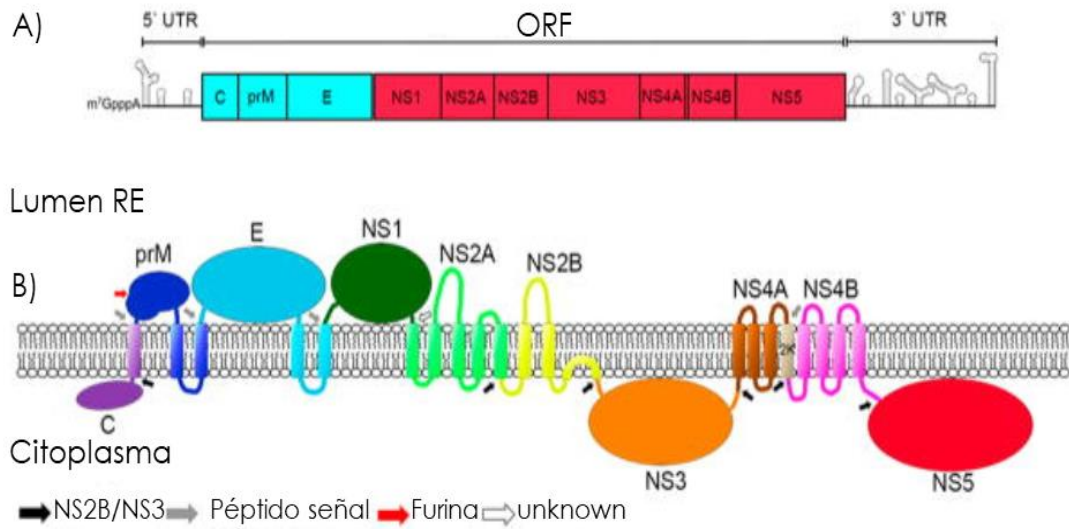 A)
5` UTR
ORF
3` UTR
m⁷GpppA
C prM E NS1 NS2A NS2B NS3 NS4A NS4B NS5
Lumen RE
B)
prM E NS1 NS2A NS2B NS4A NS4B
2K
C
NS3 NS5
Citoplasma
NS2B/NS3 Péptido señal Furina unknown